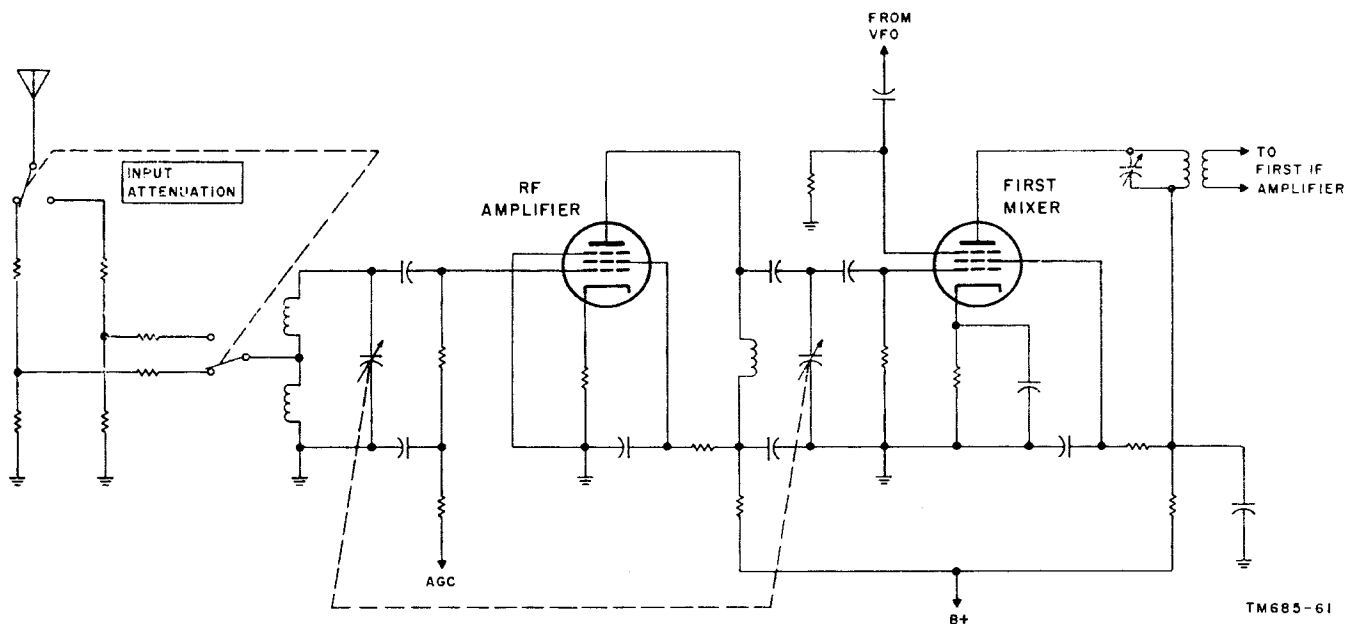 FROM
VFO
INPUT
ATTENUATION
RF
AMPLIFIER
FIRST
MIXER
TO
FIRST IF
AMPLIFIER
AGC
B+
TM685-61